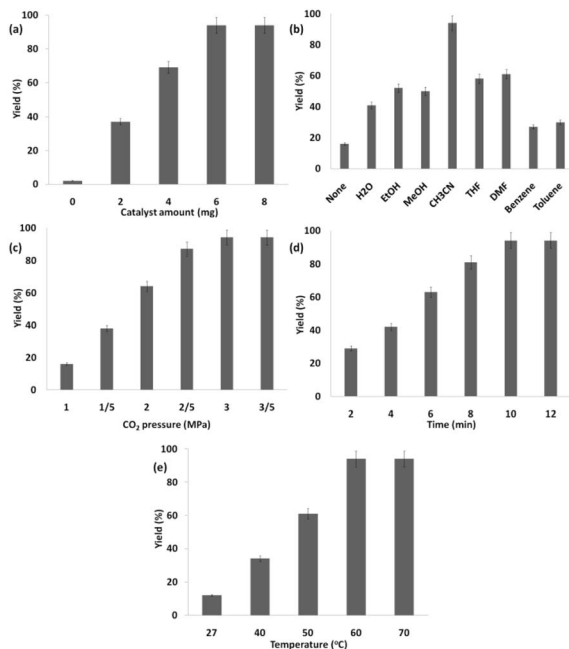 (a)
Yield (%)
100
80
60
40
20
0
0 2 4 6 8
Catalyst amount (mg)
(b)
Yield (%)
100
80
60
40
20
0
None H2O EtOH MeOH CH3CN THF DMF Benzene Toluene
(c)
Yield (%)
100
80
60
40
20
0
1 1/5 2 2/5 3 3/5
CO₂ pressure (MPa)
(d)
Yield (%)
100
80
60
40
20
0
2 4 6 8 10 12
Time (min)
(e)
Yield (%)
100
80
60
40
20
0
27 40 50 60 70
Temperature (°C)